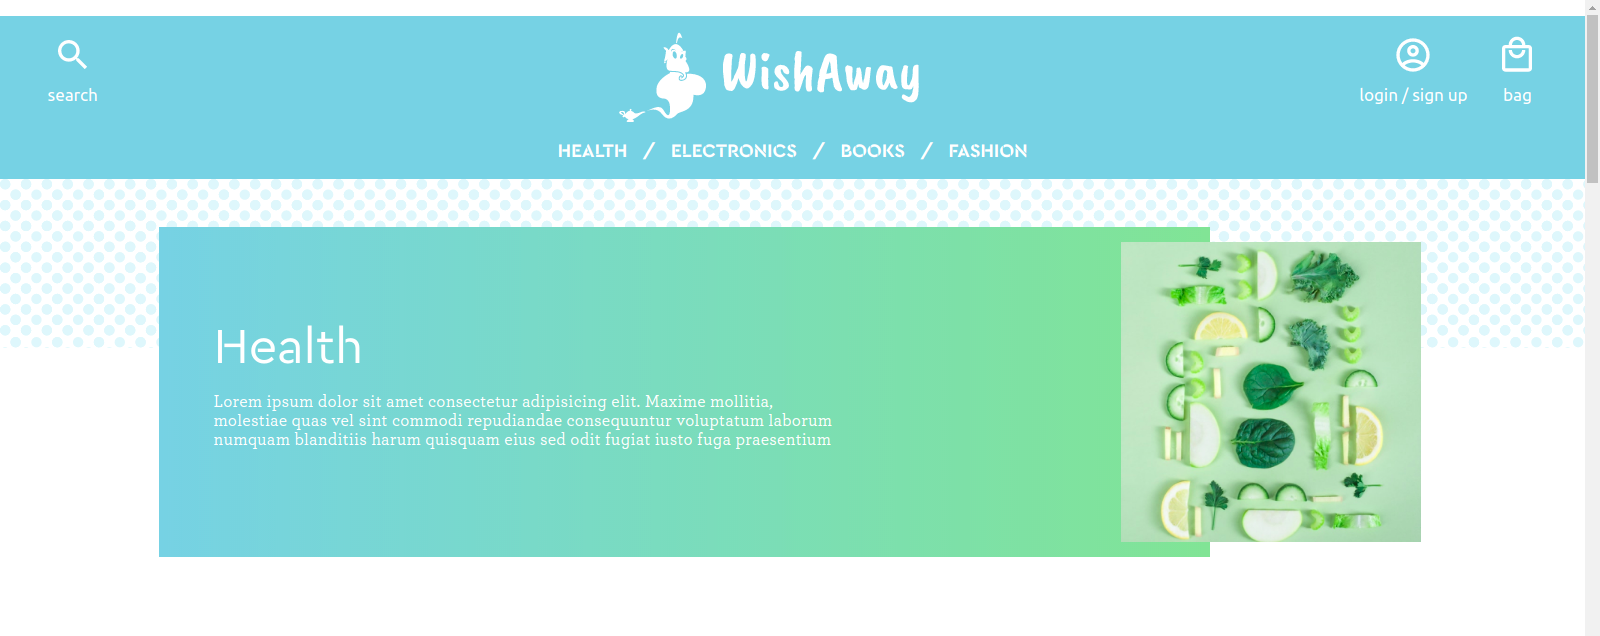 search
WishAway
login / sign up
bag
HEALTH / ELECTRONICS / BOOKS / FASHION
Health
Lorem ipsum dolor sit amet consectetur adipisicing elit. Maxime mollitia,
molestiae quas vel sint commodi repudiandae consequuntur voluptatum laborum
numquam blanditiis harum quisquam eius sed odit fugiat iusto fuga praesentium